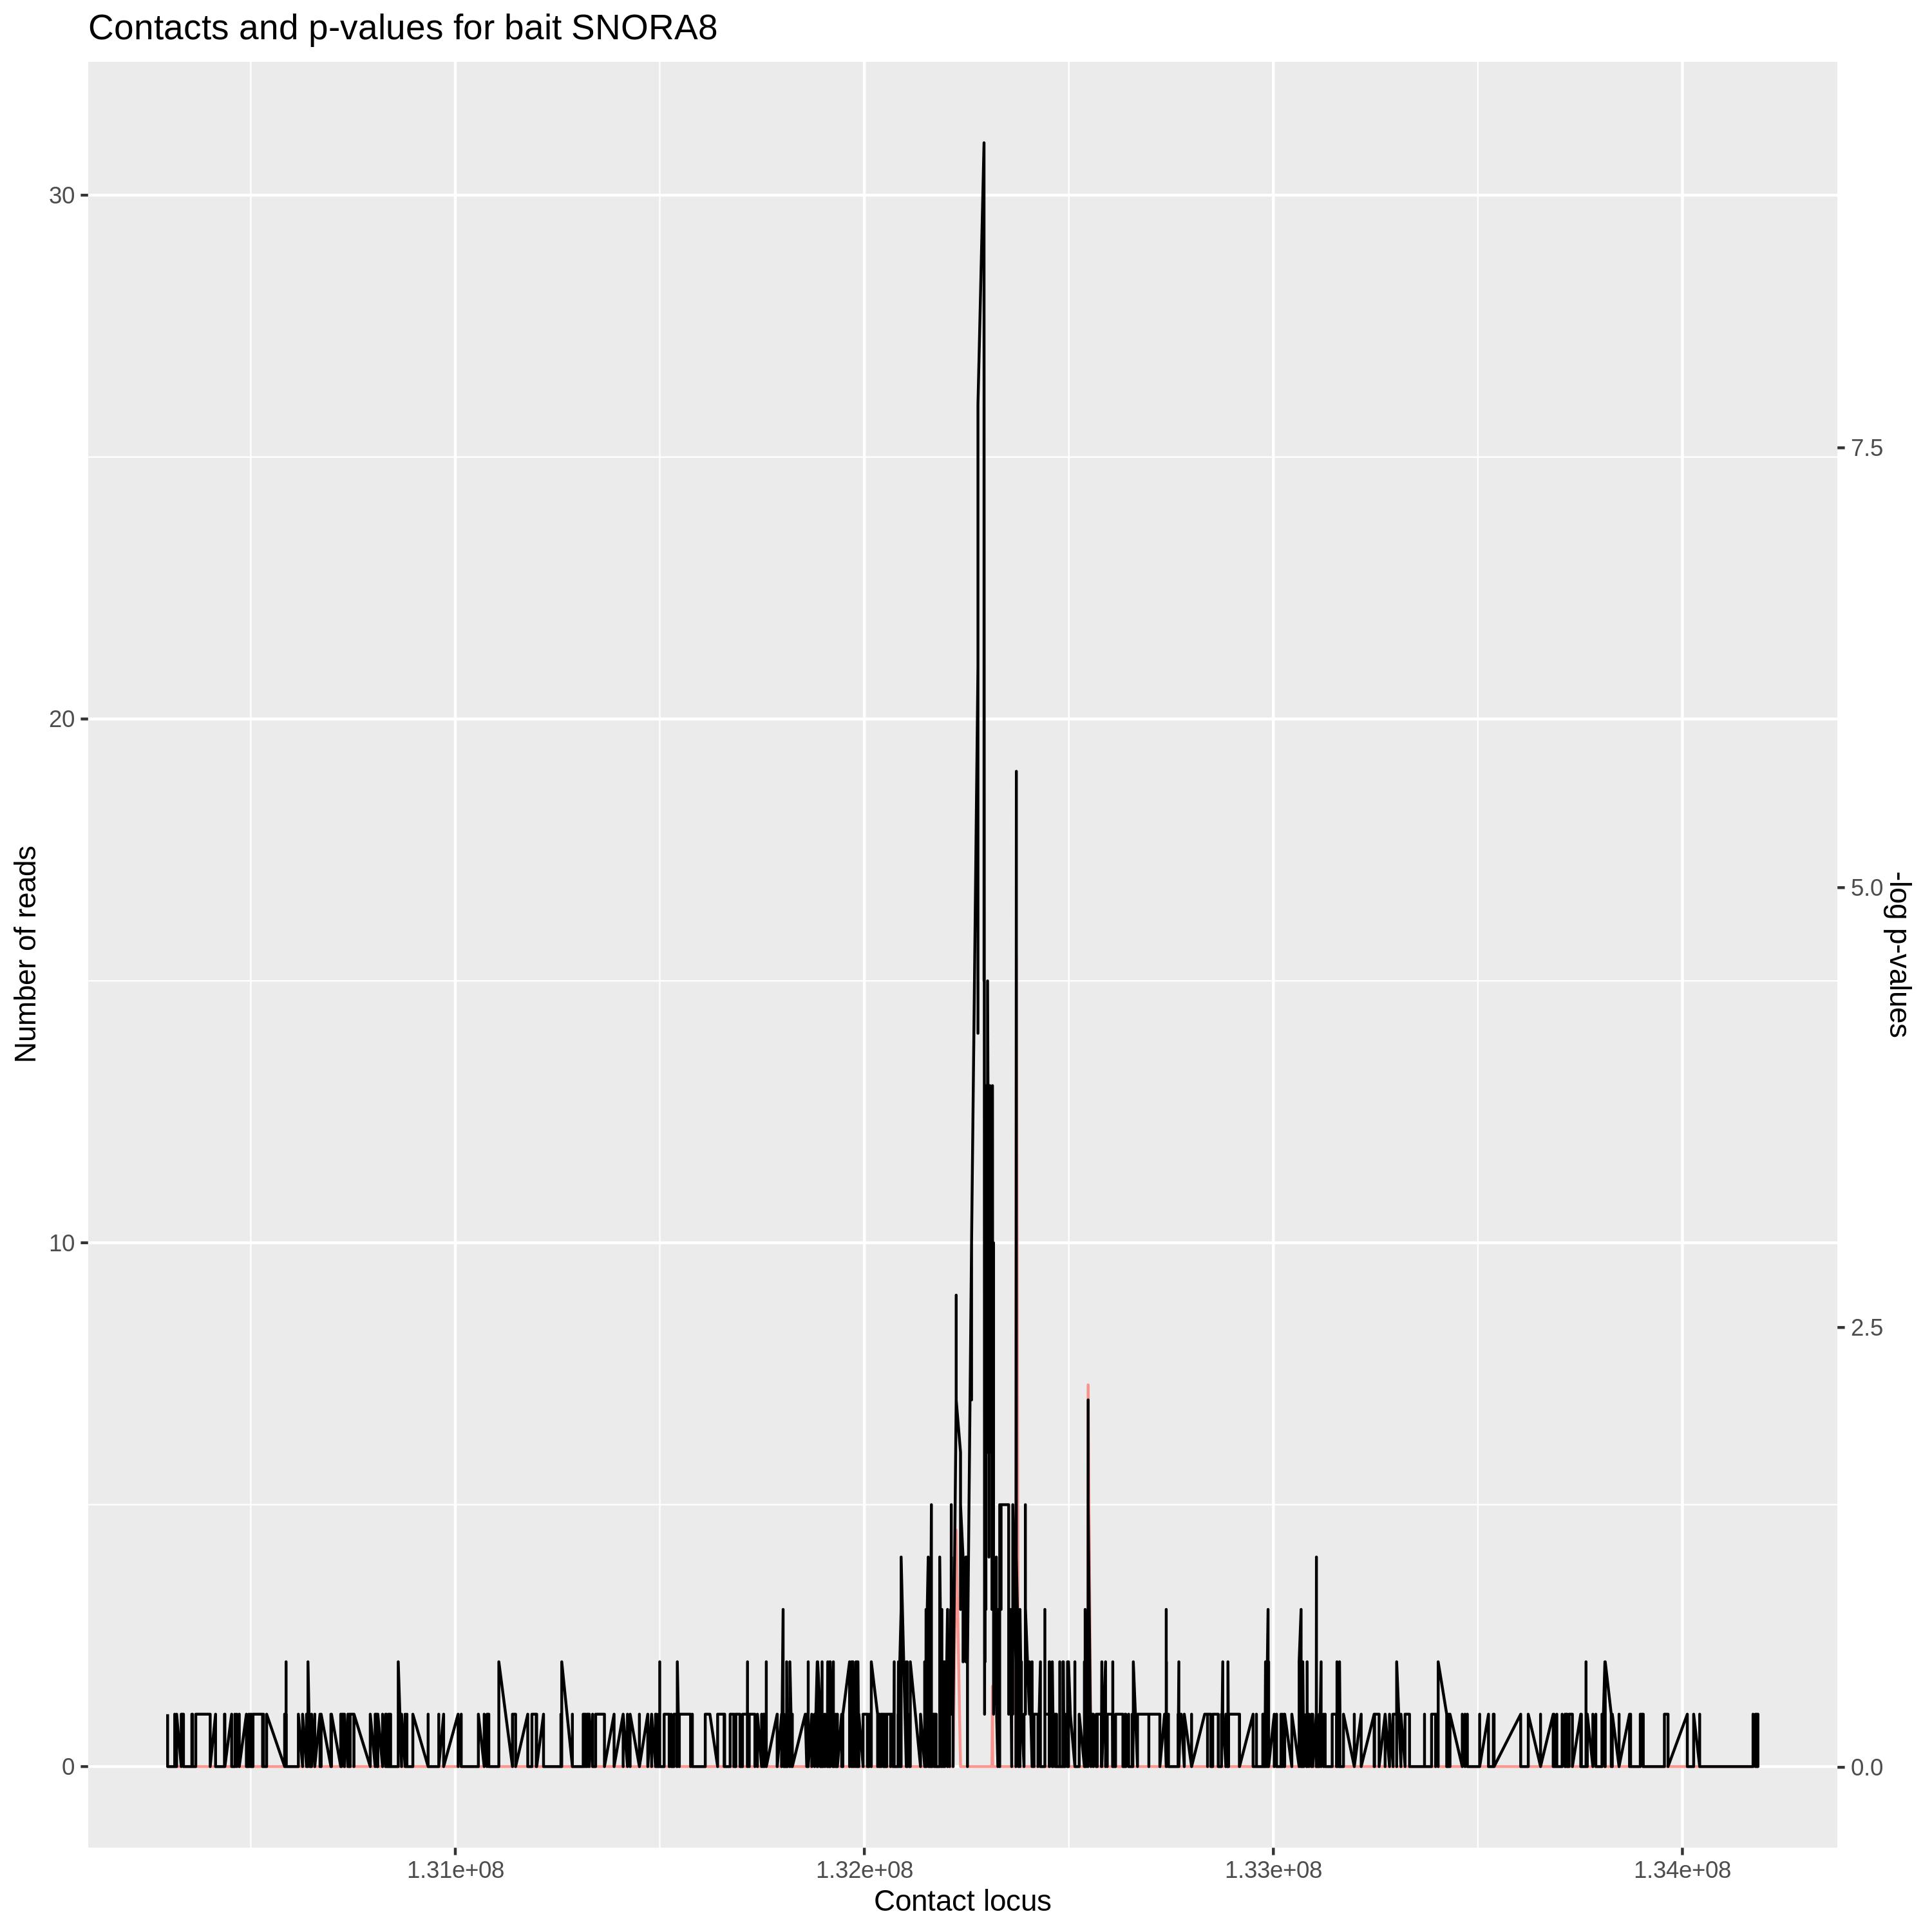 Contacts and p-values for bait SNORA8
30
20
10
0
Number of reads
7.5
5.0
2.5
0.0
-log p-values
1.31e+08 1.32e+08 1.33e+08 1.34e+08
Contact locus